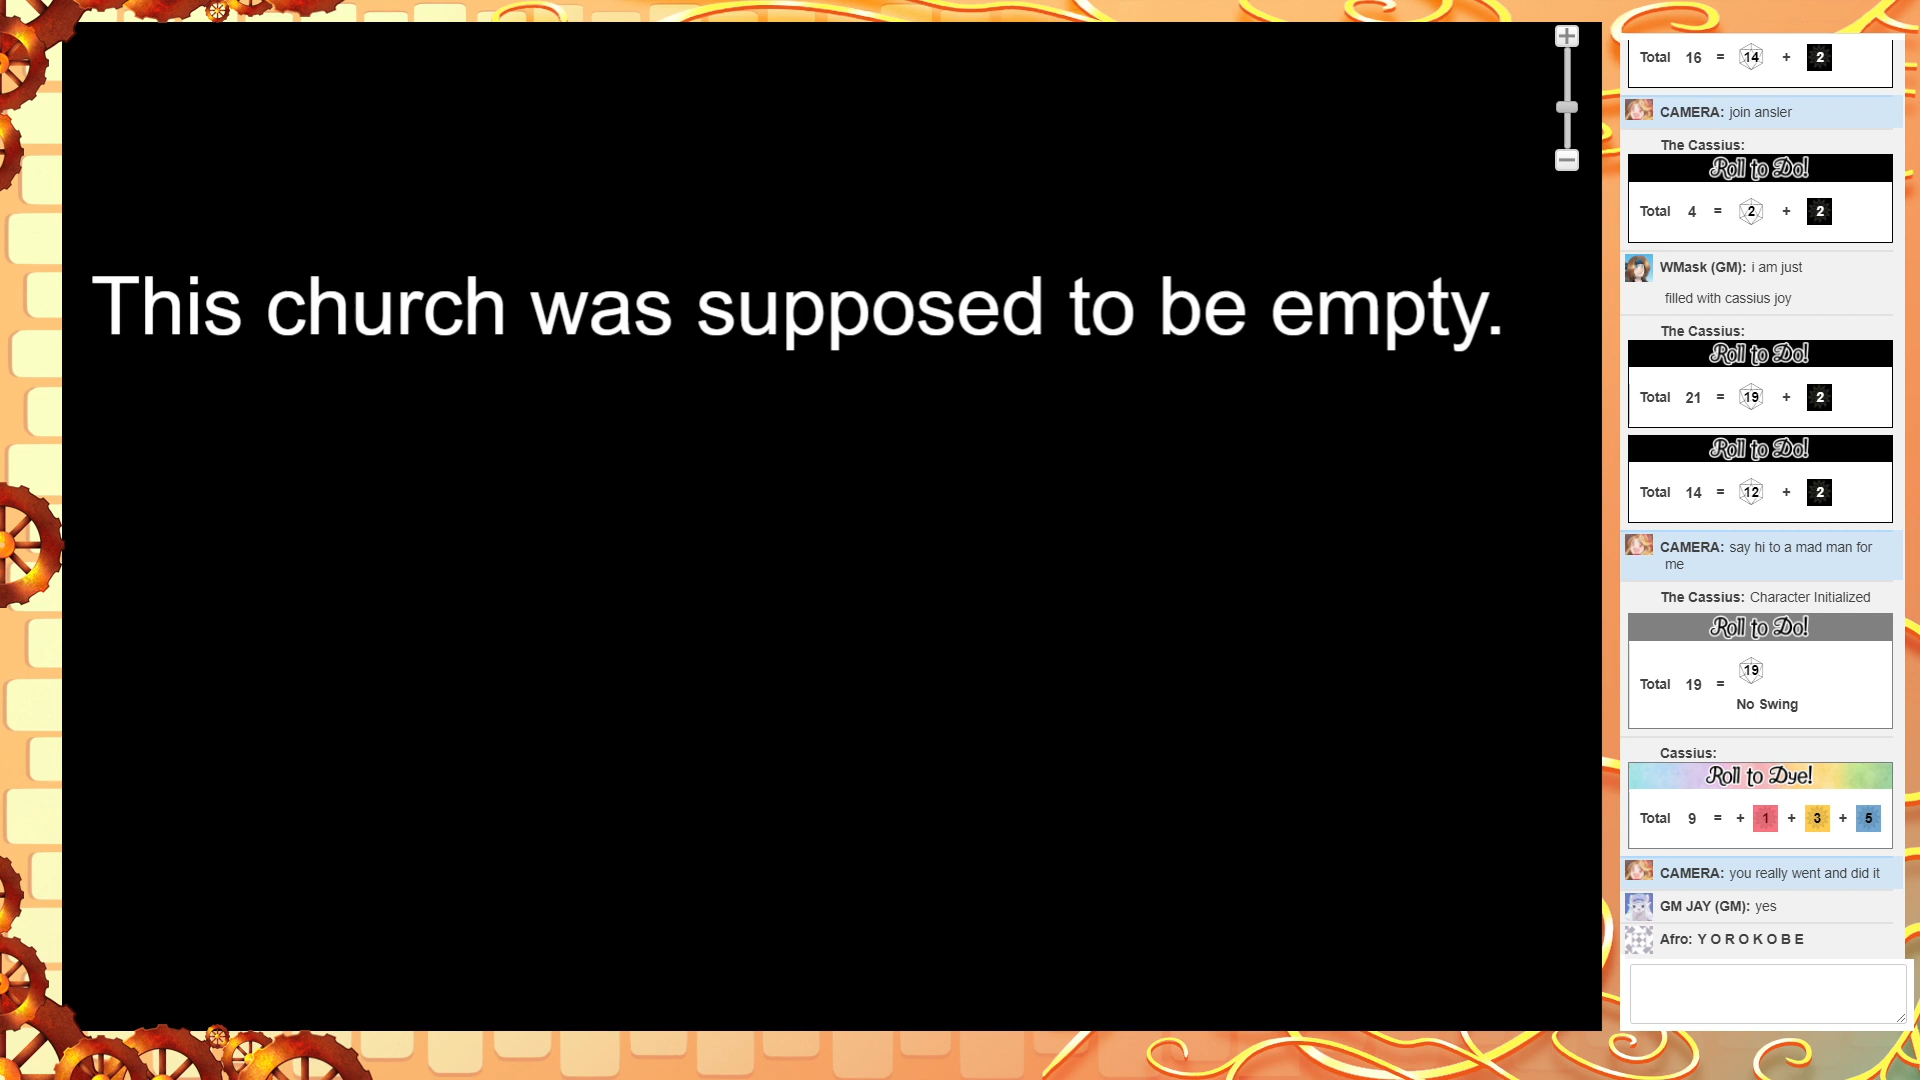 This church was supposed to be empty.
Total 16 = 14 + 2
CAMERA: join ansler
The Cassius:
Roll to Do!
Total 4 = 2 + 2
WMask (GM): i am just
filled with cassius joy
The Cassius:
Roll to Do!
Total 21 = 19 + 2
Roll to Do!
Total 14 = 12 + 2
CAMERA: say hi to a mad man for
me
The Cassius: Character Initialized
Roll to Do!
19
Total 19 =
No Swing
Cassius:
Roll to Dye!
Total 9 = + 1 + 3 + 5
CAMERA: you really went and did it
GM JAY (GM): yes
Afro: Y O R O K O B E